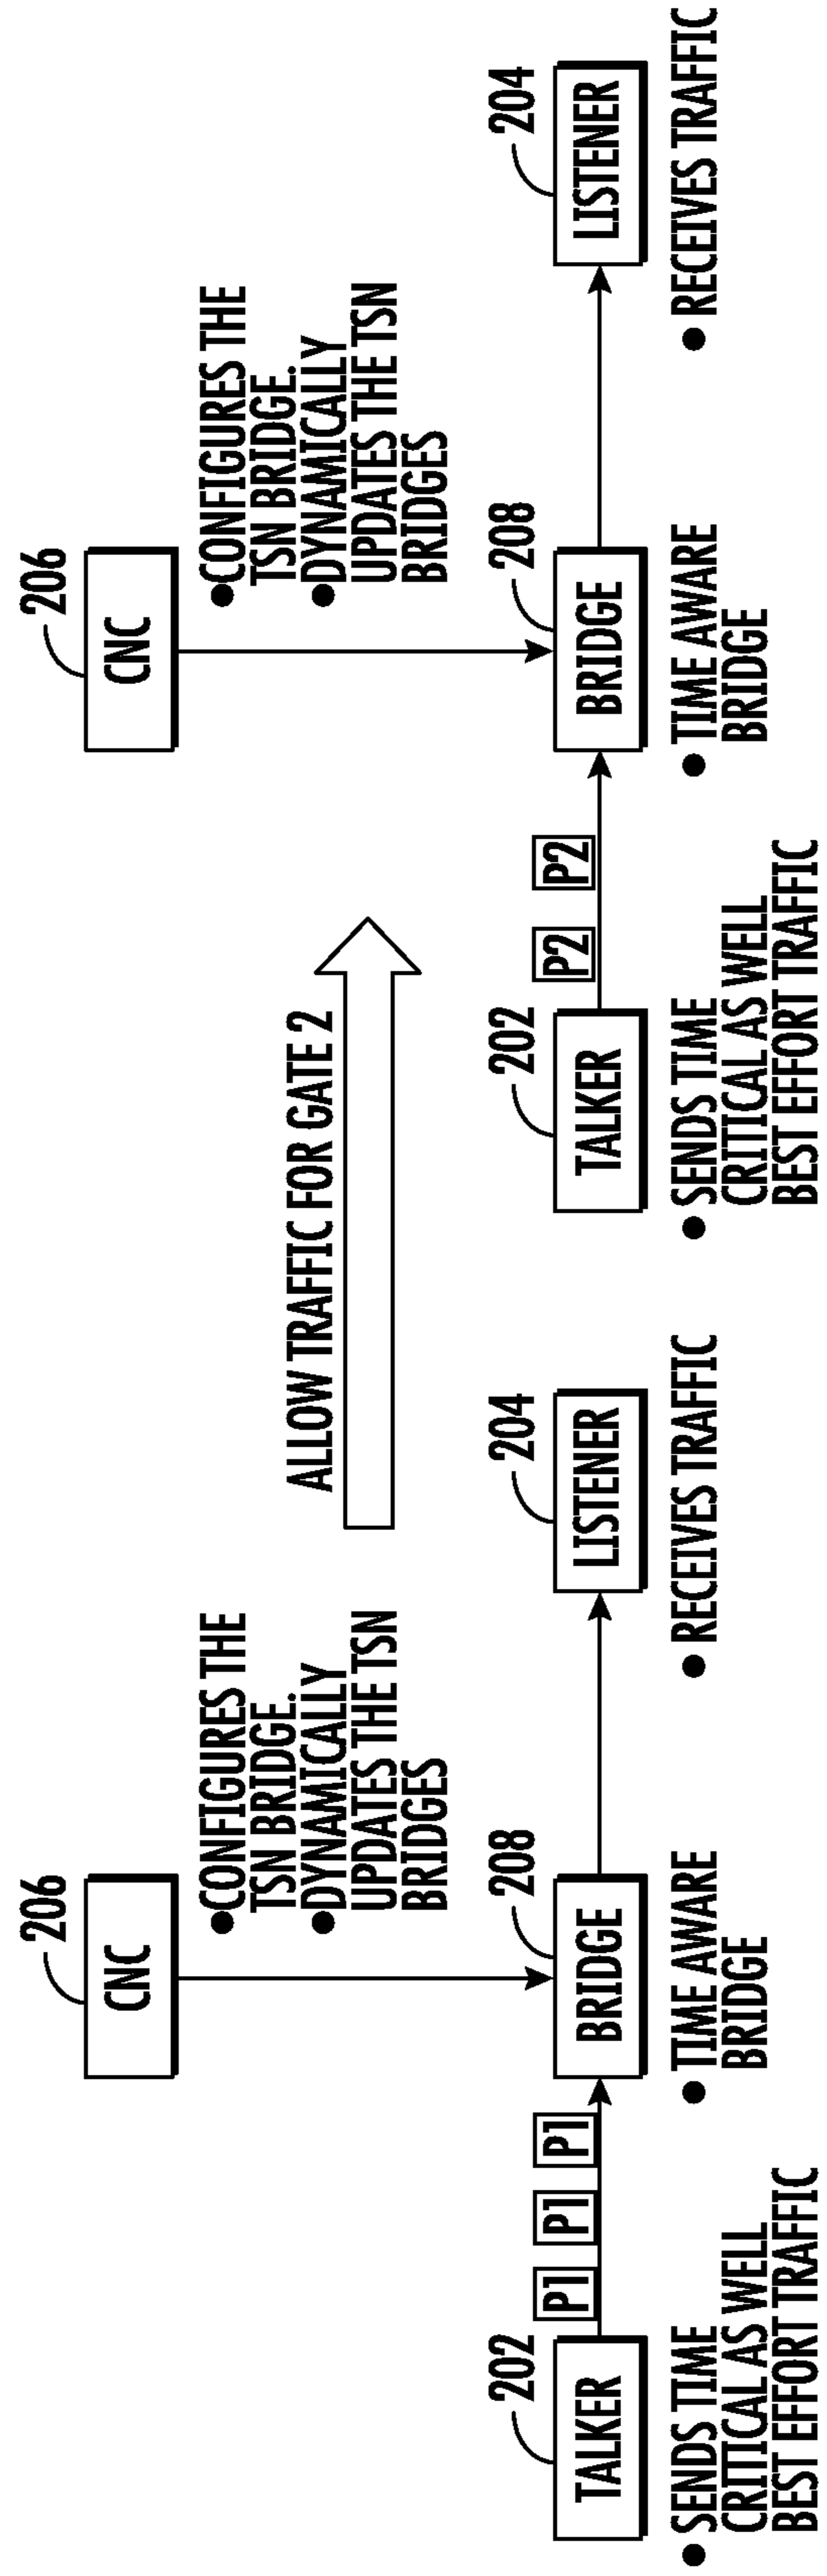 206
CNC
● CONFIGURES THE
TSN BRIDGE.
● DYNAMICALLY
UPDATES THE TSN
BRIDGES
202
TALKER
P1 P1 P1
208
BRIDGE
204
LISTENER
● SENDS TIME
CRITICAL AS WELL
BEST EFFORT TRAFFIC
● TIME AWARE
BRIDGE
● RECEIVES TRAFFIC
ALLOW TRAFFIC FOR GATE 2
206
CNC
● CONFIGURES THE
TSN BRIDGE.
● DYNAMICALLY
UPDATES THE TSN
BRIDGES
202
TALKER
P2 P2
208
BRIDGE
204
LISTENER
● SENDS TIME
CRITICAL AS WELL
BEST EFFORT TRAFFIC
● TIME AWARE
BRIDGE
● RECEIVES TRAFFIC